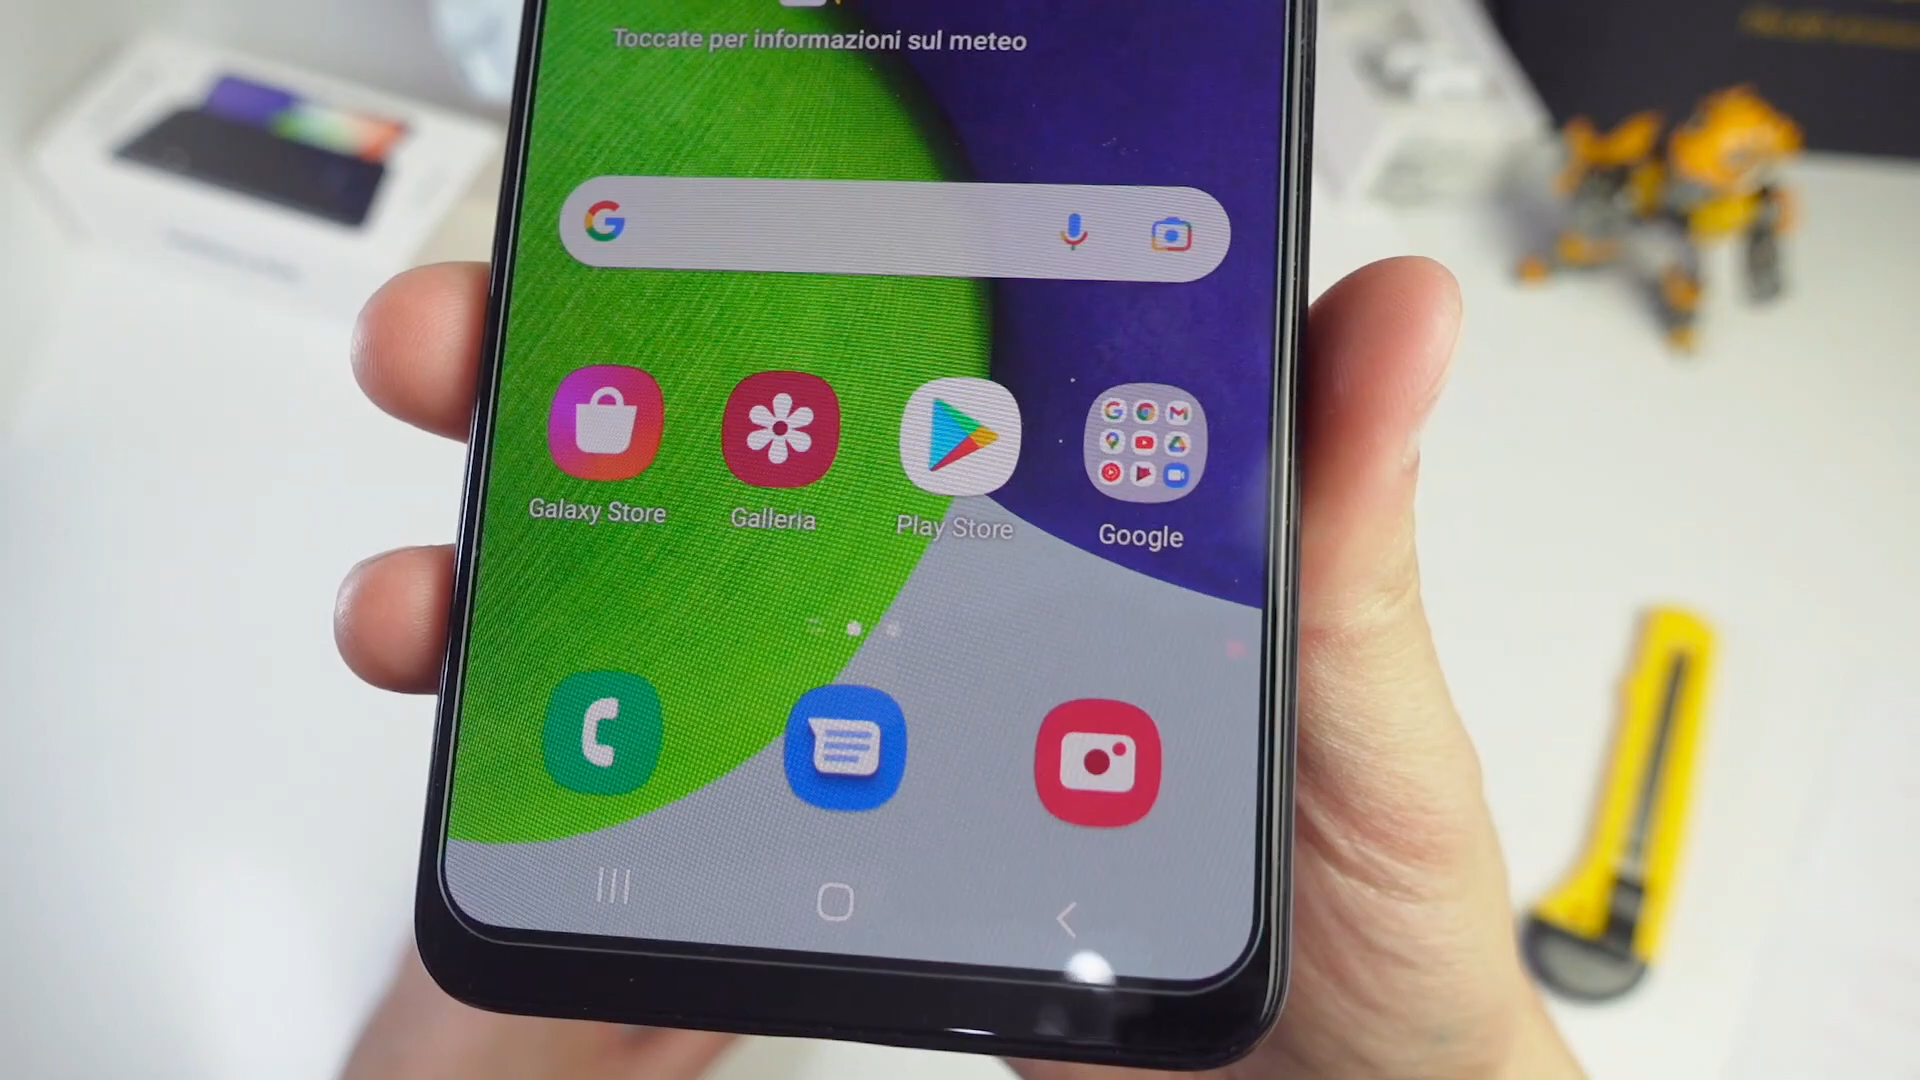 Toccate per informazioni sul meteo
Galaxy Store
Galleria
Play Store
Google